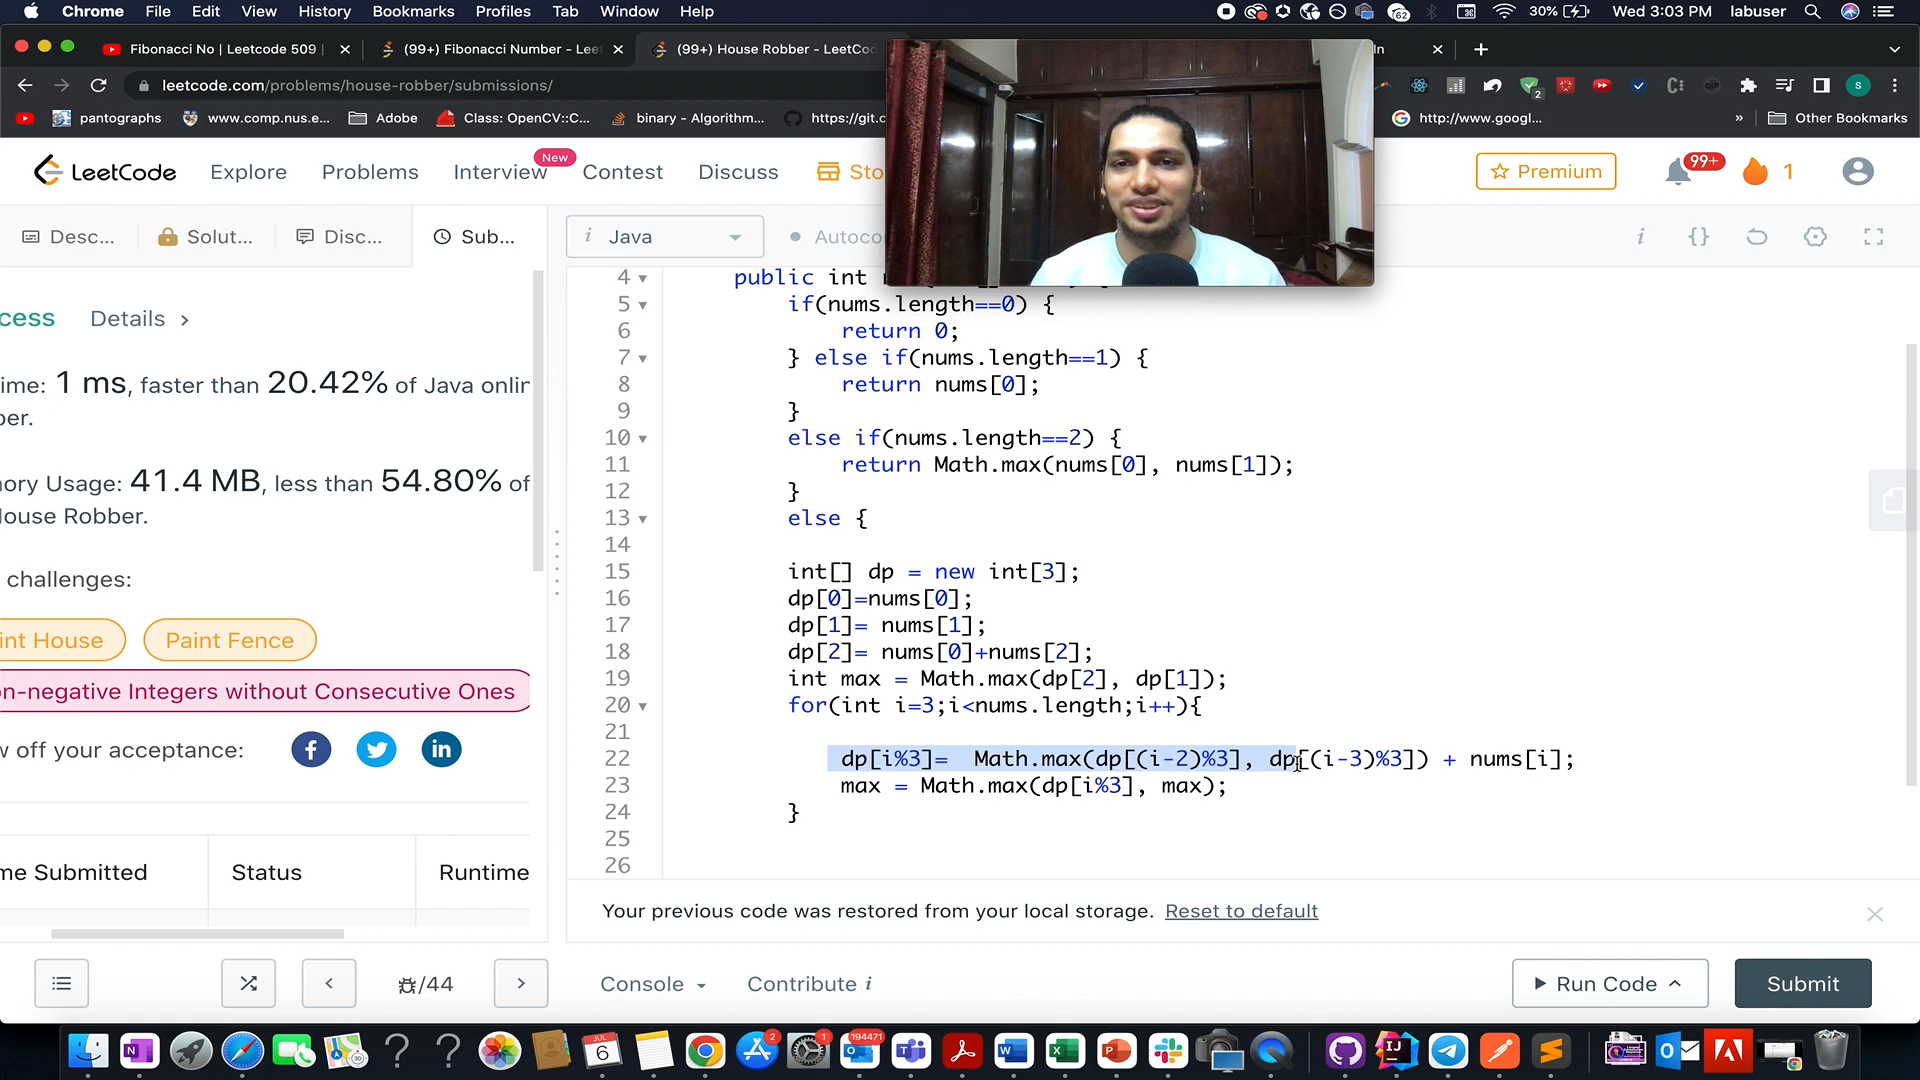 Chrome File Edit View History Bookmarks Profiles Tab Window Help
62 30% Wed 3:03 PM labuser
Fibonacci No | Leetcode 509 |
(99+) Fibonacci Number - Leet
(99+) House Robber - LeetCo
leetcode.com/problems/house-robber/submissions/
pantographs
www.comp.nus.e...
Adobe
Class: OpenCV::C...
binary - Algorithm...
https://git.c
http://www.googl...
»
Other Bookmarks
LeetCode
Explore
Problems
Interview
New
Contest
Discuss
Sto
Premium
99+
1
Desc...
Solut...
Disc...
Sub...
i Java
Autoco
cess Details >
ime: 1 ms, faster than 20.42% of Java onlin
per.
ory Usage: 41.4 MB, less than 54.80% of
House Robber.
challenges:
int House
Paint Fence
on-negative Integers without Consecutive Ones
w off your acceptance:
me Submitted Status Runtime
4 public int
5 if(nums.length==0) {
6 return 0;
7 } else if(nums.length==1) {
8 return nums[0];
9 }
10 else if(nums.length==2) {
11 return Math.max(nums[0], nums[1]);
12 }
13 else {
14
15 int[] dp = new int[3];
16 dp[0]=nums[0];
17 dp[1]= nums[1];
18 dp[2]= nums[0]+nums[2];
19 int max = Math.max(dp[2], dp[1]);
20 for(int i=3;i<nums.length;i++){
21
22 dp[i%3]= Math.max(dp[(i-2)%3], dp[(i-3)%3]) + nums[i];
23 max = Math.max(dp[i%3], max);
24 }
25
26
Your previous code was restored from your local storage. Reset to default
/44
Console
Contribute i
Run Code
Submit